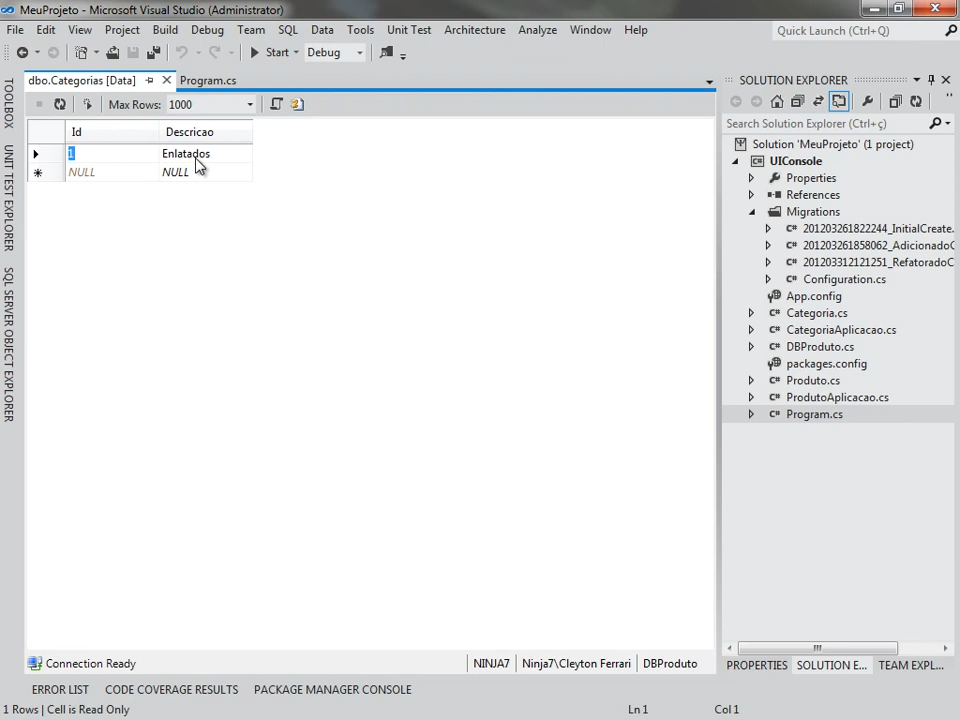 MeuProjeto - Microsoft Visual Studio (Administrator)
File Edit View Project Build Debug Team SQL Data Tools Unit Test Architecture Analyze Window Help
Quick Launch (Ctrl+Q)
Start Debug
dbo.Categorias [Data] Program.cs
Max Rows: 1000
Id Descricao
1 Enlatados
NULL NULL
TOOLBOX
UNIT TEST EXPLORER
SQL SERVER OBJECT EXPLORER
SOLUTION EXPLORER
Search Solution Explorer (Ctrl+ç)
Solution 'MeuProjeto' (1 project)
UIConsole
Properties
References
Migrations
201203261822244_InitialCreate.
201203261858062_AdicionadoC
201203312121251_RefatoradoC
Configuration.cs
App.config
Categoria.cs
CategoriaAplicacao.cs
DBProduto.cs
packages.config
Produto.cs
ProdutoAplicacao.cs
Program.cs
Connection Ready NINJA7 Ninja7\Cleyton Ferrari DBProduto
PROPERTIES SOLUTION E... TEAM EXPL...
ERROR LIST CODE COVERAGE RESULTS PACKAGE MANAGER CONSOLE
1 Rows | Cell is Read Only Ln 1 Col 1